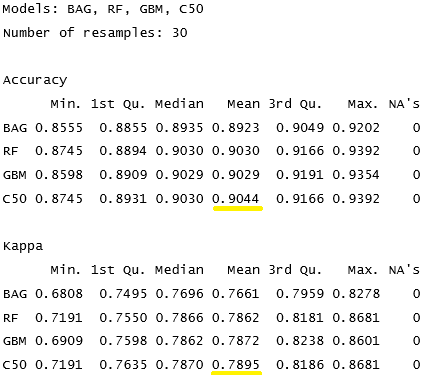 Models: BAG, RF, GBM, C50
Number of resamples: 30
Accuracy
Min. 1st Qu. Median Mean 3rd Qu. Max. NA's
BAG 0.8555 0.8855 0.8935 0.8923 0.9049 0.9202 0
RF 0.8745 0.8894 0.9030 0.9030 0.9166 0.9392 0
GBM 0.8598 0.8909 0.9029 0.9029 0.9191 0.9354 0
C50 0.8745 0.8931 0.9030 0.9044 0.9166 0.9392 0
Kappa
Min. 1st Qu. Median Mean 3rd Qu. Max. NA's
BAG 0.6808 0.7495 0.7696 0.7661 0.7959 0.8278 0
RF 0.7191 0.7550 0.7866 0.7862 0.8181 0.8681 0
GBM 0.6909 0.7598 0.7862 0.7872 0.8238 0.8601 0
C50 0.7191 0.7635 0.7870 0.7895 0.8186 0.8681 0